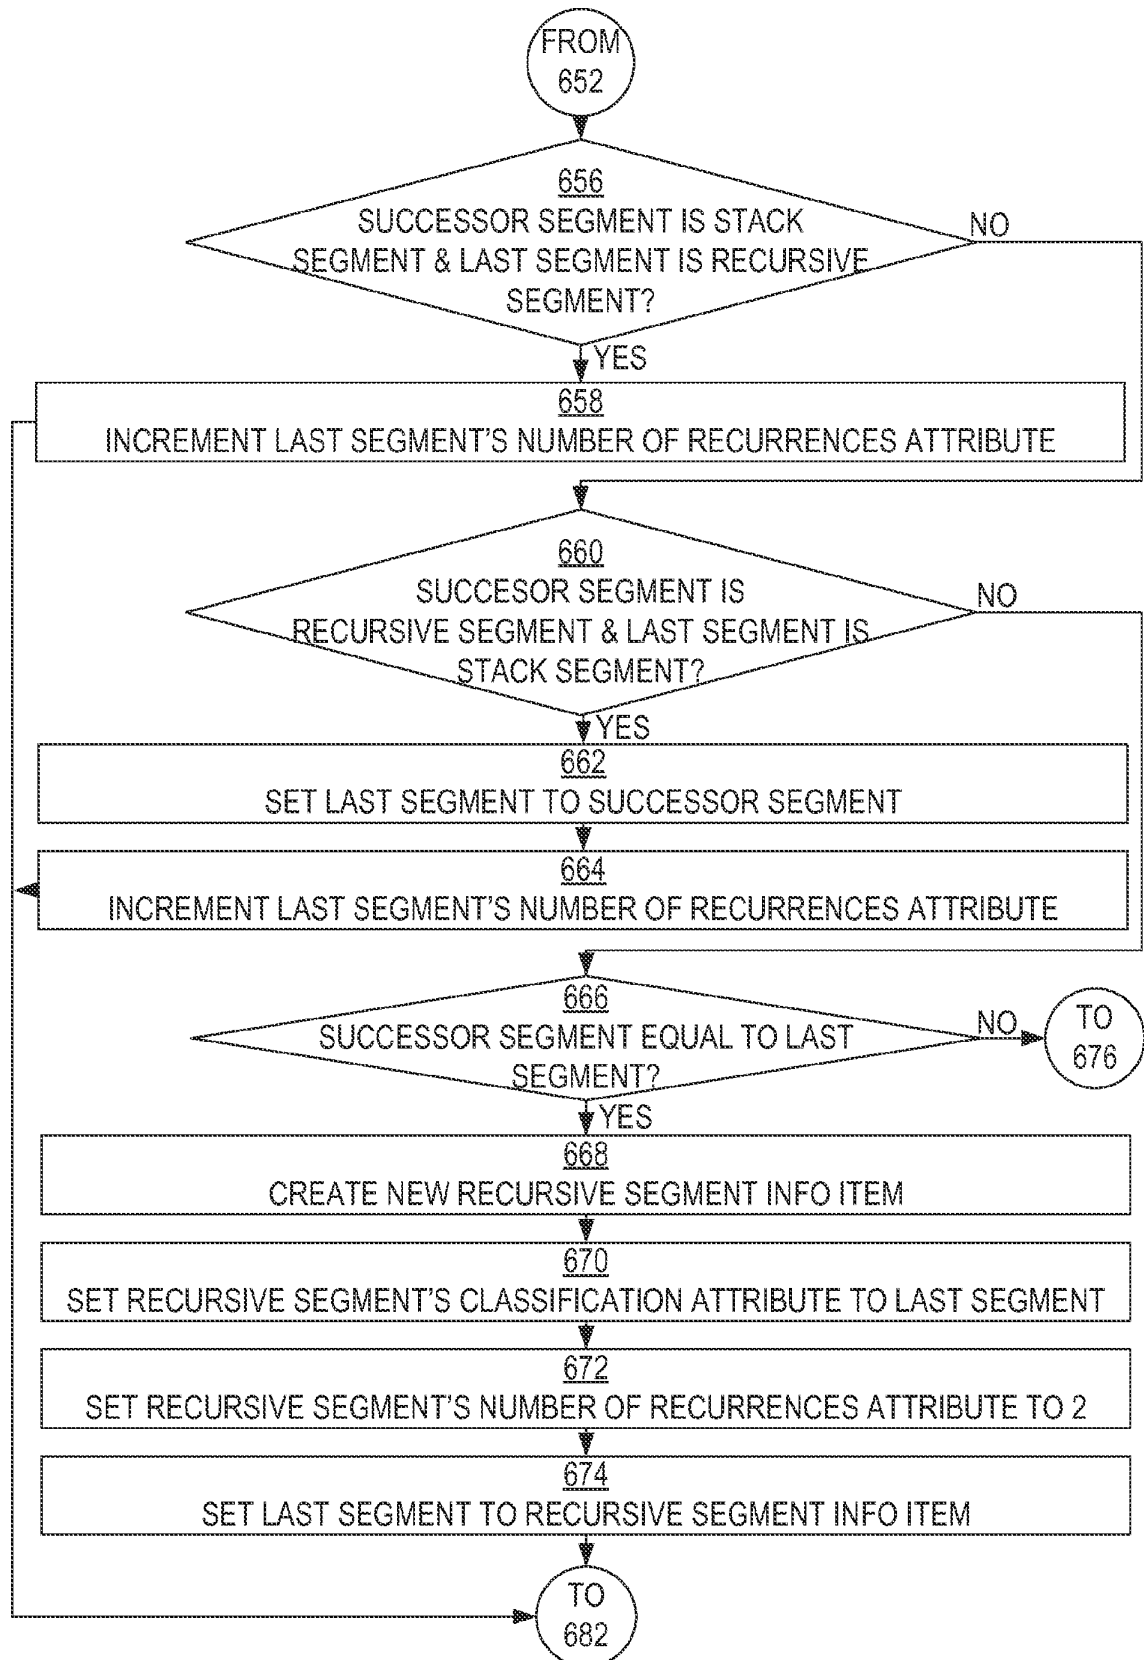 FROM
652
656
SUCCESSOR SEGMENT IS STACK
SEGMENT & LAST SEGMENT IS RECURSIVE
SEGMENT?
NO
YES
658
INCREMENT LAST SEGMENT'S NUMBER OF RECURRENCES ATTRIBUTE
660
SUCCESOR SEGMENT IS
RECURSIVE SEGMENT & LAST SEGMENT IS
STACK SEGMENT?
NO
YES
662
SET LAST SEGMENT TO SUCCESSOR SEGMENT
664
INCREMENT LAST SEGMENT'S NUMBER OF RECURRENCES ATTRIBUTE
666
SUCCESSOR SEGMENT EQUAL TO LAST
SEGMENT?
NO
TO
676
YES
668
CREATE NEW RECURSIVE SEGMENT INFO ITEM
670
SET RECURSIVE SEGMENT'S CLASSIFICATION ATTRIBUTE TO LAST SEGMENT
672
SET RECURSIVE SEGMENT'S NUMBER OF RECURRENCES ATTRIBUTE TO 2
674
SET LAST SEGMENT TO RECURSIVE SEGMENT INFO ITEM
TO
682